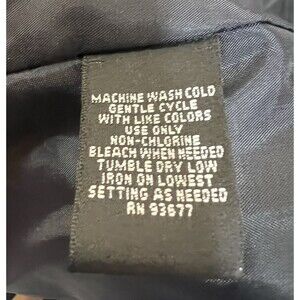 MACHINE WASH COLD
GENTLE CYCLE
WITH LIKE COLORS
USE ONLY
NON-CHLORINE
BLEACH WHEN NEEDED
TUMBLE DRY LOW
IRON ON LOWEST
SETTING AS NEEDED
RN 93677